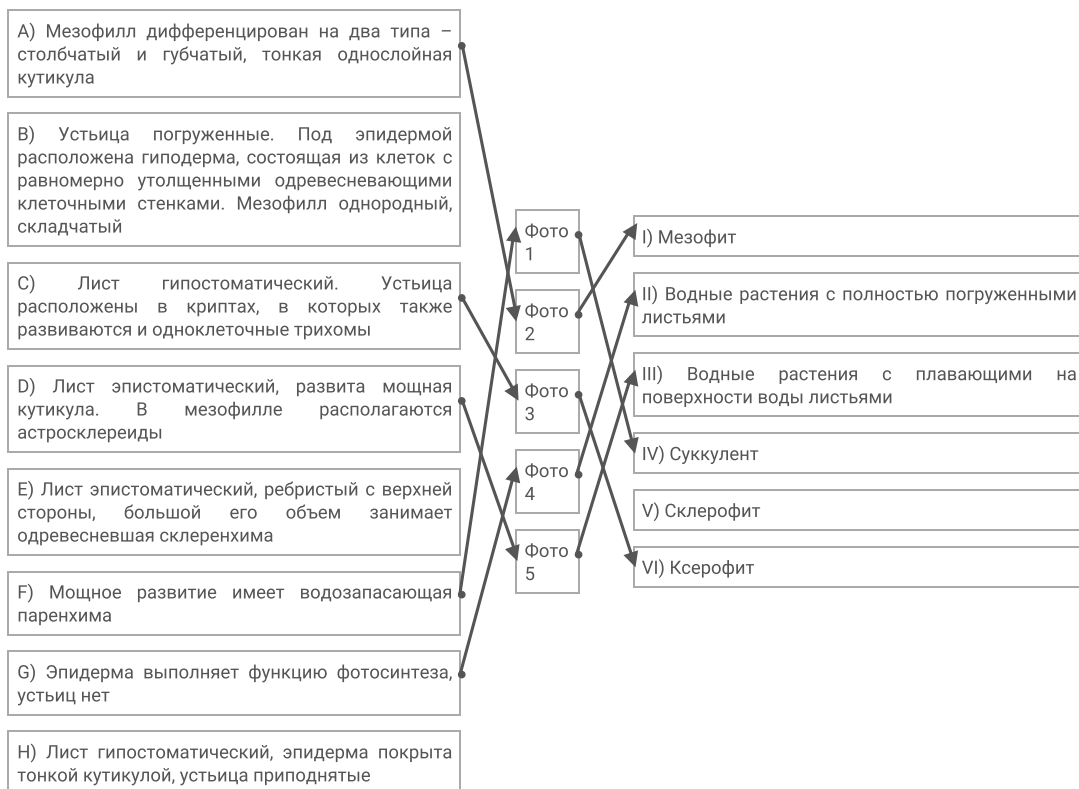 A) Мезофилл дифференцирован на два типа –
столбчатый и губчатый, тонкая однослойная
кутикула
B) Устьица погруженные. Под эпидермой
расположена гиподерма, состоящая из клеток с
равномерно утолщенными одревесневающими
клеточными стенками. Мезофилл однородный,
складчатый
C) Лист гипостоматический. Устьица
расположены в криптах, в которых также
развиваются и одноклеточные трихомы
D) Лист эпистоматический, развита мощная
кутикула. В мезофилле располагаются
астросклереиды
E) Лист эпистоматический, ребристый с верхней
стороны, большой его объем занимает
одревесневшая склеренхима
F) Мощное развитие имеет водозапасающая
паренхима
G) Эпидерма выполняет функцию фотосинтеза,
устьиц нет
H) Лист гипостоматический, эпидерма покрыта
тонкой кутикулой, устьица приподнятые
Фото
1
Фото
2
Фото
3
Фото
4
Фото
5
I) Мезофит
II) Водные растения с полностью погруженными
листьями
III) Водные растения с плавающими на
поверхности воды листьями
IV) Суккулент
V) Склерофит
VI) Ксерофит